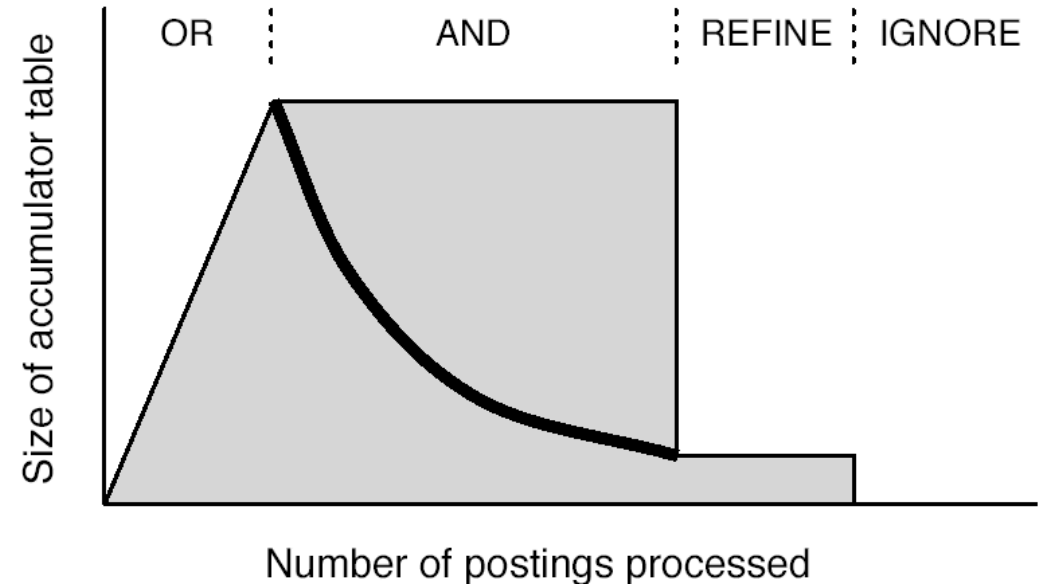 OR AND REFINE IGNORE
Size of accumulator table
Number of postings processed